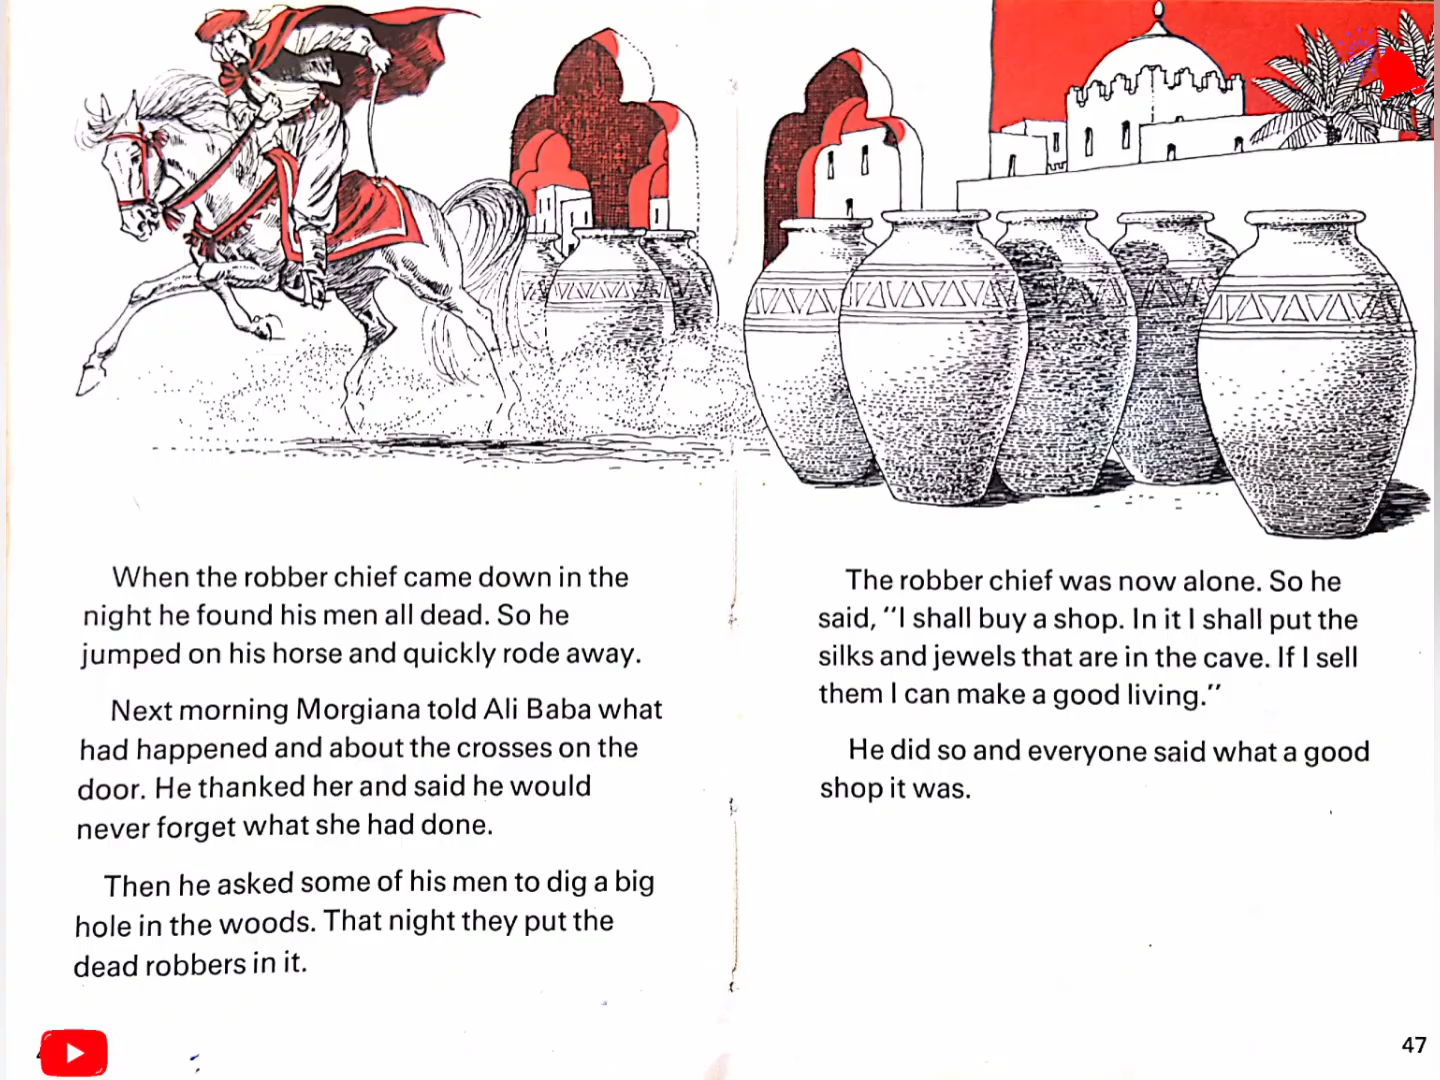 When the robber chief came down in the
night he found his men all dead. So he
jumped on his horse and quickly rode away.
Next morning Morgiana told Ali Baba what
had happened and about the crosses on the
door. He thanked her and said he would
never forget what she had done.
Then he asked some of his men to dig a big
hole in the woods. That night they put the
dead robbers in it.
The robber chief was now alone. So he
said, "I shall buy a shop. In it I shall put the
silks and jewels that are in the cave. If I sell
them I can make a good living."
He did so and everyone said what a good
shop it was.
47